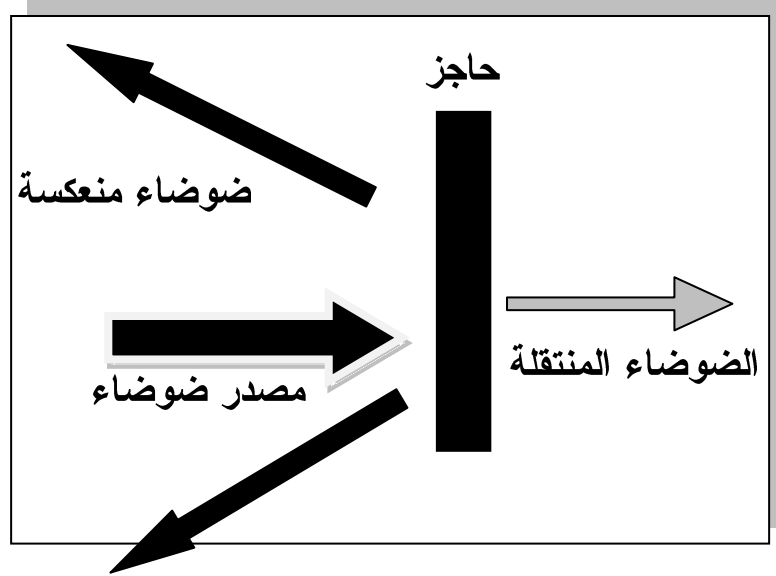 حاجز
ضوضاء منعكسة
الضوضاء المنتقلة
مصدر ضوضاء